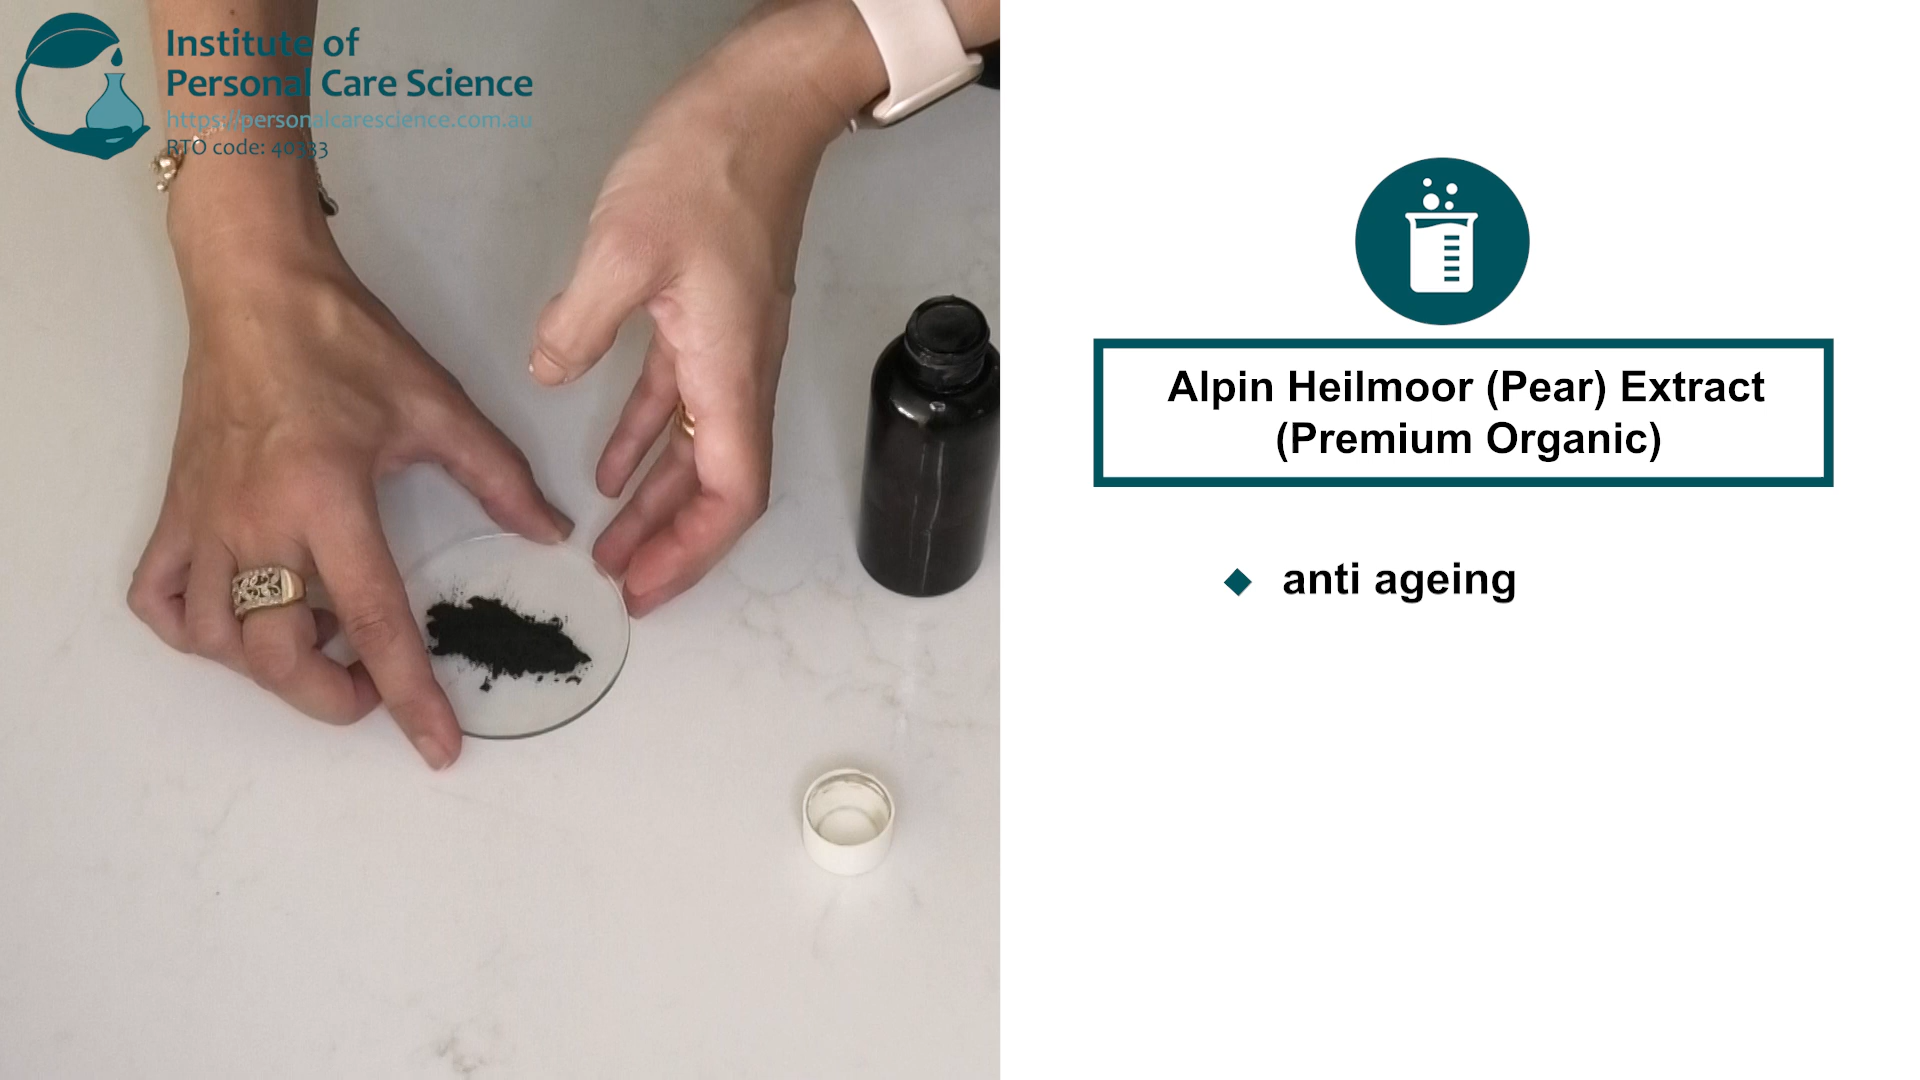 Institute of
Personal Care Science
https://personalcarescience.com.au
RTO code: 40333
Alpin Heilmoor (Pear) Extract
(Premium Organic)
anti ageing